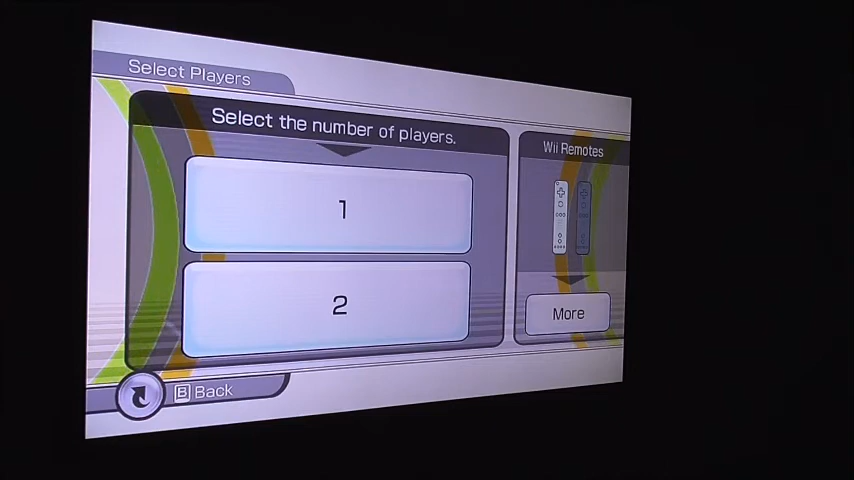 Select Players
Select the number of players.
1
2
Wii Remotes
More
B Back